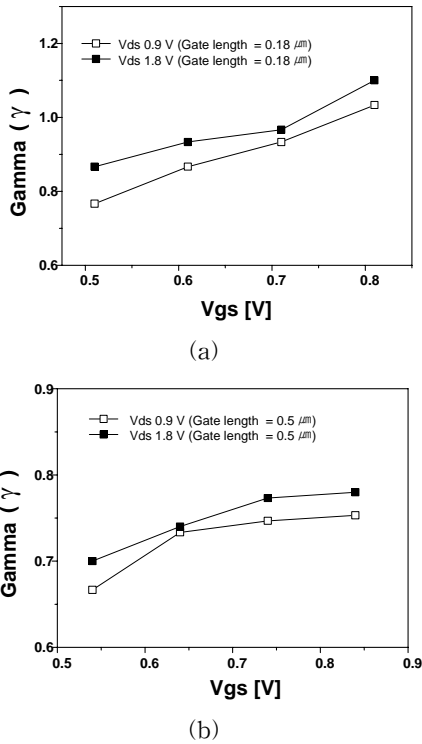 1.2
Vds 0.9 V (Gate length = 0.18 ㎛)
Vds 1.8 V (Gate length = 0.18 ㎛)
1.0
0.8
0.6
Gamma ( γ )
0.5 0.6 0.7 0.8
Vgs [V]
(a)
0.9
Vds 0.9 V (Gate length = 0.5 ㎛)
Vds 1.8 V (Gate length = 0.5 ㎛)
0.8
0.7
0.6
Gamma ( γ )
0.5 0.6 0.7 0.8 0.9
Vgs [V]
(b)